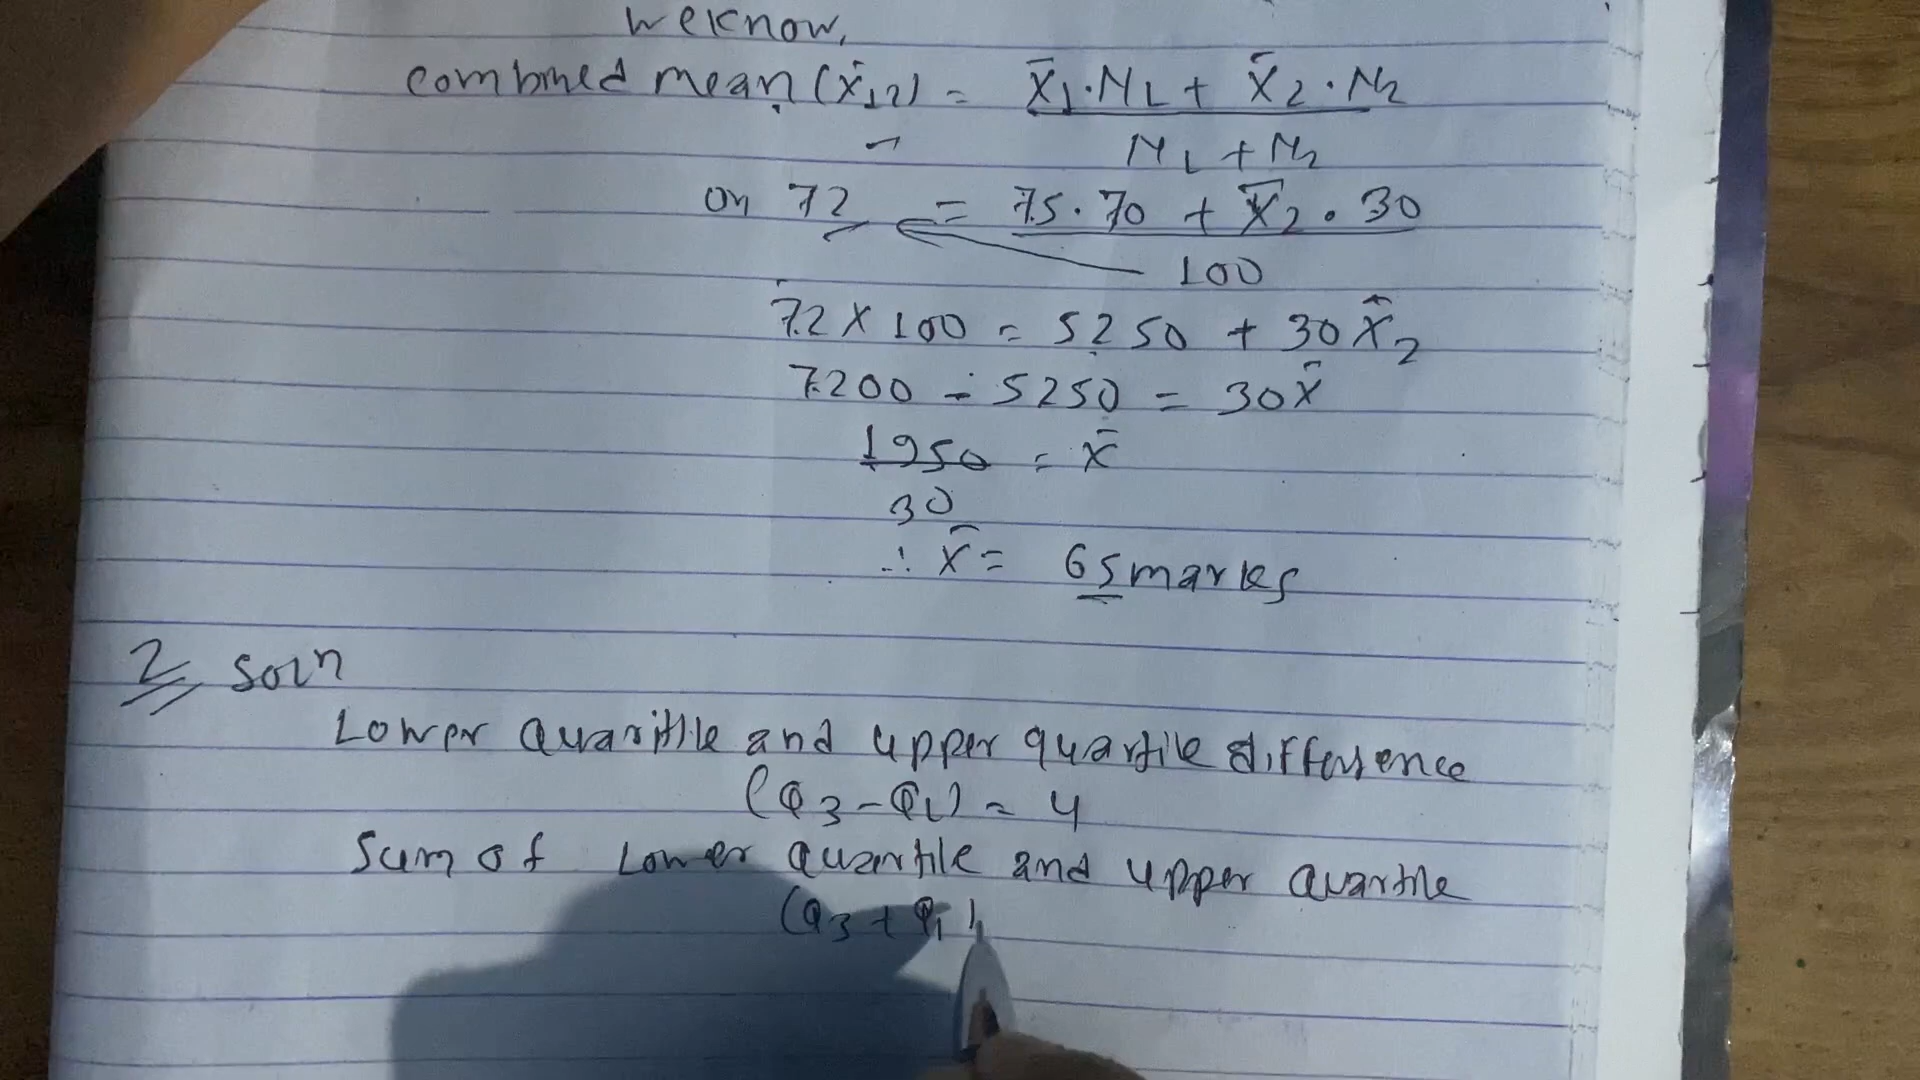 we know,
combined mean (x̄12) = x̄1.N1 + x̄2.N2
N1 + N2
or 72 = 75.70 + x̄2.30
100
72 x 100 = 5250 + 30x̄2
7200 - 5250 = 30x̄
1950 = x̄
30
∴ x̄ = 65 marks
2 Soln
Lower Quaritile and upper quartile difference
(Q3 - Q1) = 4
Sum of Lower quartile and upper Quartile
(Q3 + Q1)